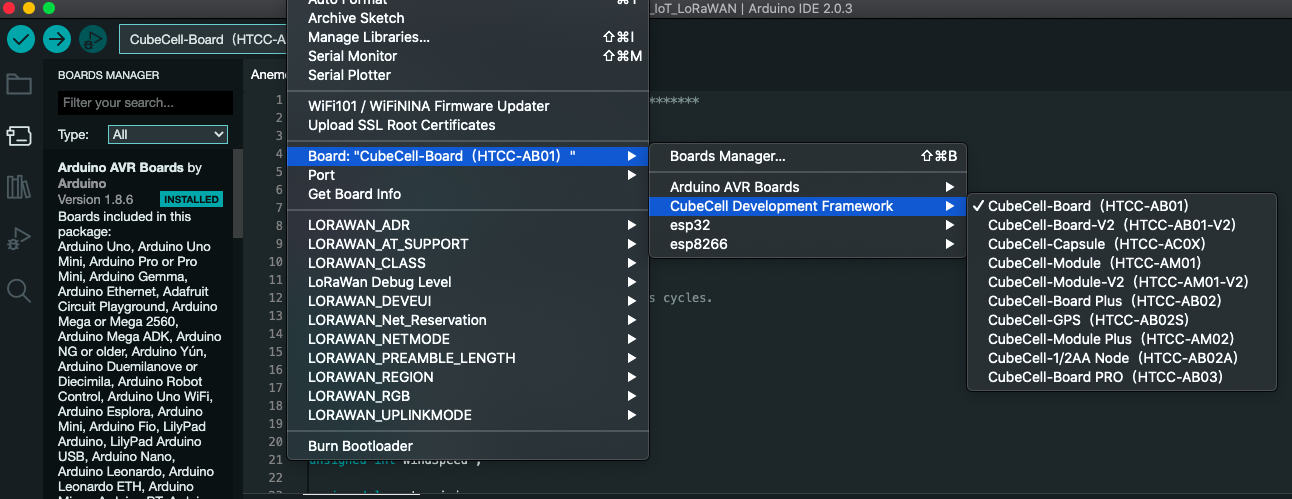 Auto Format
_IoT_LoRaWAN | Arduino IDE 2.0.3
Archive Sketch
Manage Libraries... ⇧⌘I
Serial Monitor ⇧⌘M
Serial Plotter
WiFi101 / WiFiNINA Firmware Updater
Upload SSL Root Certificates
Board: "CubeCell-Board（HTCC-AB01） "
Port
Get Board Info
LORAWAN_ADR
LORAWAN_AT_SUPPORT
LORAWAN_CLASS
LoRaWan Debug Level
LORAWAN_DEVEUI
LORAWAN_Net_Reservation
LORAWAN_NETMODE
LORAWAN_PREAMBLE_LENGTH
LORAWAN_REGION
LORAWAN_RGB
LORAWAN_UPLINKMODE
Burn Bootloader
Boards Manager... ⇧⌘B
Arduino AVR Boards
CubeCell Development Framework
esp32
esp8266
✓ CubeCell-Board（HTCC-AB01）
CubeCell-Board-V2（HTCC-AB01-V2）
CubeCell-Capsule（HTCC-AC0X）
CubeCell-Module（HTCC-AM01）
CubeCell-Module-V2（HTCC-AM01-V2）
CubeCell-Board Plus（HTCC-AB02）
CubeCell-GPS（HTCC-AB02S）
CubeCell-Module Plus（HTCC-AM02）
CubeCell-1/2AA Node（HTCC-AB02A）
CubeCell-Board PRO（HTCC-AB03）
CubeCell-Board（HTCC-A
BOARDS MANAGER
Filter your search...
Type: All
Arduino AVR Boards by
Arduino
Version 1.8.6 INSTALLED
Boards included in this
package:
Arduino Uno, Arduino Uno
Mini, Arduino Pro or Pro
Mini, Arduino Gemma,
Arduino Ethernet, Adafruit
Circuit Playground, Arduino
Mega or Mega 2560,
Arduino Mega ADK, Arduino
NG or older, Arduino Yún,
Arduino Duemilanove or
Diecimila, Arduino Robot
Control, Arduino Uno WiFi,
Arduino Esplora, Arduino
Mini, Arduino Fio, LilyPad
Arduino, LilyPad Arduino
USB, Arduino Nano,
Arduino Leonardo, Arduino
Leonardo ETH, Arduino
Anem
1
*******
2
3
4
5
6
7
8
9
10
11
12
s cycles.
13
14
15
16
17
18
19
20
21
unsigned int WindSpeed ;
22
23